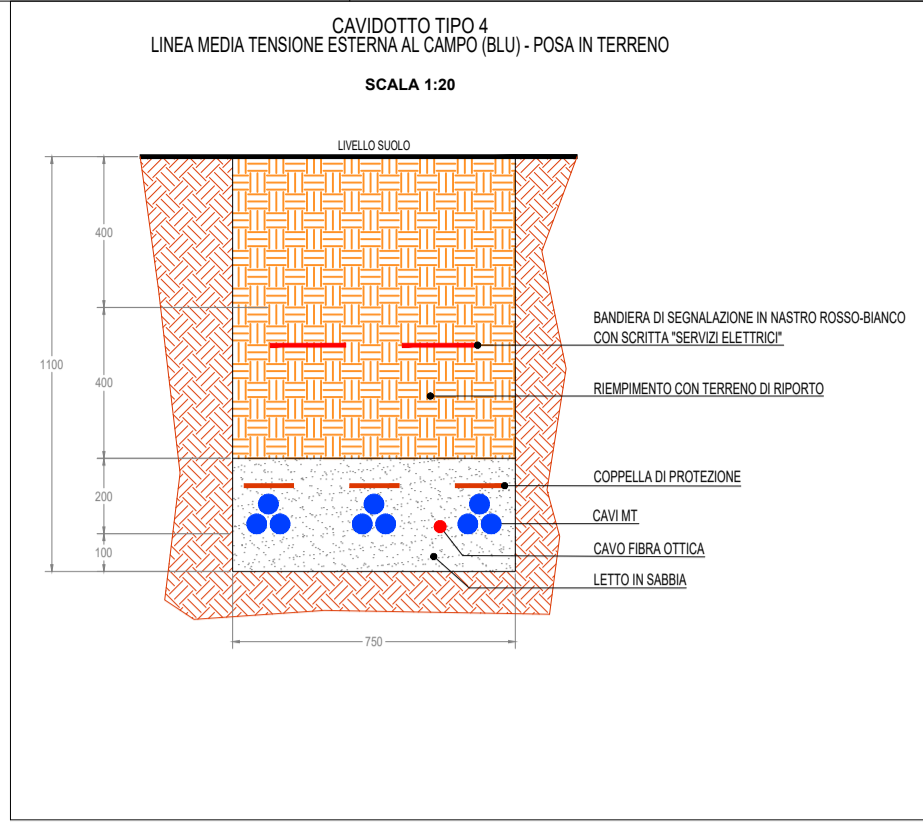 CAVIDOTTO TIPO 4
LINEA MEDIA TENSIONE ESTERNA AL CAMPO (BLU) - POSA IN TERRENO
SCALA 1:20
LIVELLO SUOLO
400
BANDIERA DI SEGNALAZIONE IN NASTRO ROSSO-BIANCO
CON SCRITTA "SERVIZI ELETTRICI"
1100
400
RIEMPIMENTO CON TERRENO DI RIPORTO
COPPELLA DI PROTEZIONE
200
CAVI MT
CAVO FIBRA OTTICA
100
LETTO IN SABBIA
750